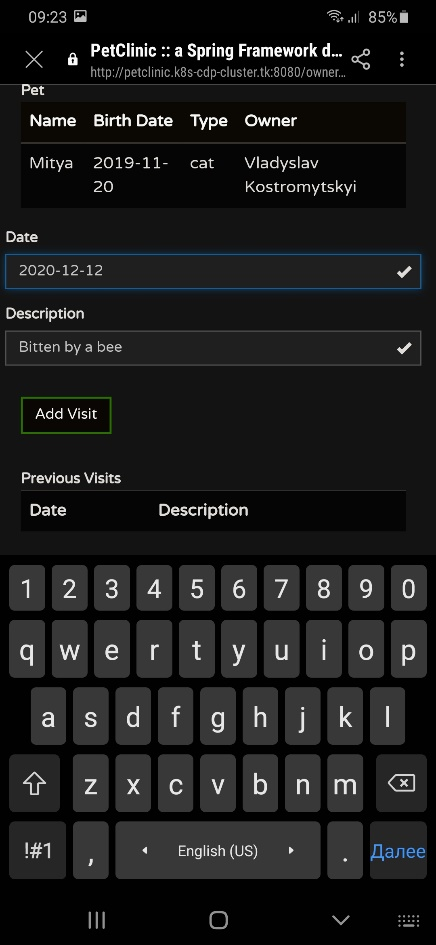 09:23 85%
PetClinic :: a Spring Framework d...
http://petclinic.k8s-cdp-cluster.tk:8080/owner...
Pet
Name Birth Date Type Owner
Mitya 2019-11- cat Vladyslav
20 Kostromytskyi
Date
2020-12-12
Description
Bitten by a bee
Add Visit
Previous Visits
Date Description
1 2 3 4 5 6 7 8 9 0
q w e r t y u i o p
a s d f g h j k l
z x c v b n m
!#1 , English (US) . Далее